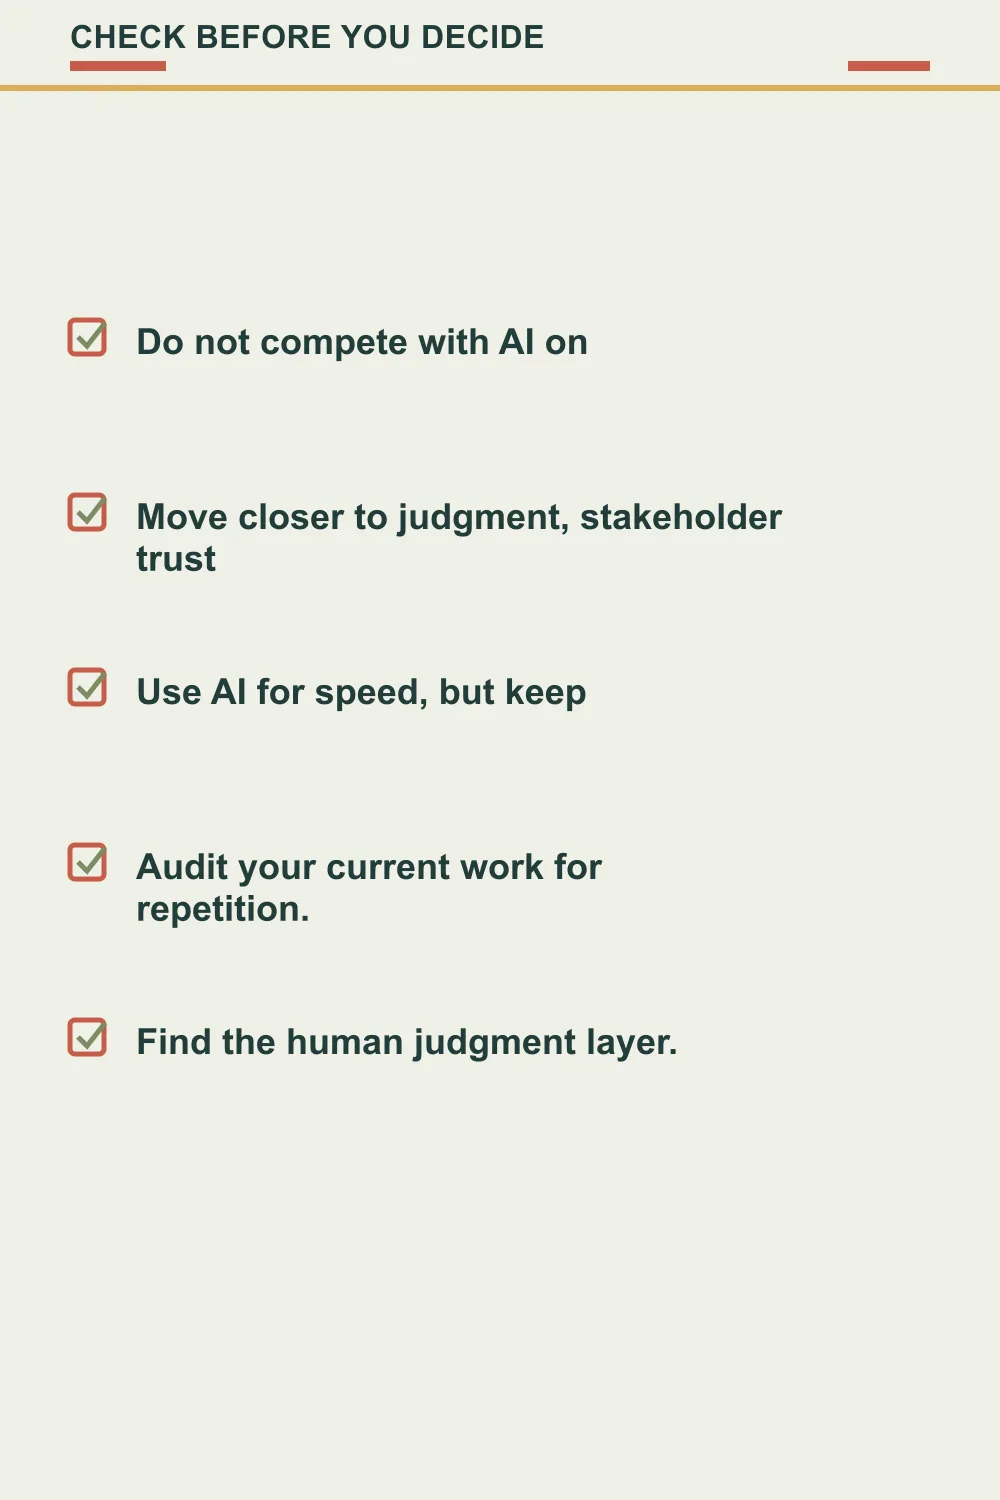 CHECK BEFORE YOU DECIDE
Do not compete with AI on
Move closer to judgment, stakeholder
trust
Use AI for speed, but keep
Audit your current work for
repetition.
Find the human judgment layer.